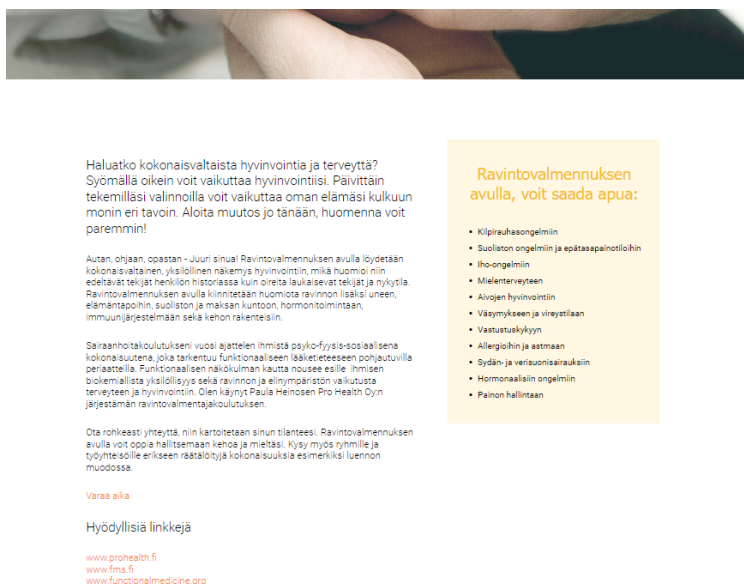 Haluatko kokonaisvaltaista hyvinvointia ja terveyttä?
Syömällä oikein voit vaikuttaa hyvinvointiisi. Päivittäin
tekemilläsi valinnoilla voit vaikuttaa oman elämäsi kulkuun
monin eri tavoin. Aloita muutos jo tänään, huomenna voit
paremmin!
Autan, ohjaan, opastan - Juuri sinua! Ravintovalmennuksen avulla löydetään
kokonaisvaltainen, yksilöllinen näkemys hyvinvointiin, mikä huomioi niin
edeltävät tekijät henkilön historiassa kuin oireita laukaisevat tekijät ja nykytila.
Ravintovalmennuksen avulla kiinnitetään huomiota ravinnon lisäksi uneen,
elämäntapoihin, suoliston ja maksan kuntoon, hormonitoimintaan,
immuunijärjestelmään sekä kehon rakenteisiin.
Sairaanhoitakoulutukseni vuosi ajattelen ihmistä psyko-fyysis-sosiaalisena
kokonaisuutena, joka tarkentuu funktionaaliseen lääketieteeseen pohjautuvilla
periaatteilla. Funktionaalisen näkökulman kautta nousee esille ihmisen
biokemiallista yksilöllisyys sekä ravinnon ja elinympäristön vaikutusta
terveyteen ja hyvinvointiin. Olen käynyt Paula Heinosen Pro Health Oy:n
järjestämän ravintovalmentajakoulutuksen.
Ota rohkeasti yhteyttä, niin kartoitetaan sinun tilanteesi. Ravintovalmennuksen
avulla voit oppia hallitsemaan kehoa ja mieltäsi. Kysy myös ryhmille ja
työyhteisöille erikseen räätälöityjä kokonaisuuksia esimerkiksi luennon
muodossa.
Varaa aika
Hyödyllisiä linkkejä
www.prohealth.fi
www.fms.fi
www.functionalmedicine.org
Ravintovalmennuksen
avulla, voit saada apua:
• Kilpirauhasongelmiin
• Suoliston ongelmiin ja epätasapainotiloihin
• Iho-ongelmiin
• Mielenterveyteen
• Aivojen hyvinvointiin
• Väsymykseen ja vireystilaan
• Vastustuskykyyn
• Allergioihin ja astmaan
• Sydän- ja verisuonisairauksiin
• Hormonaalisiin ongelmiin
• Painon hallintaan